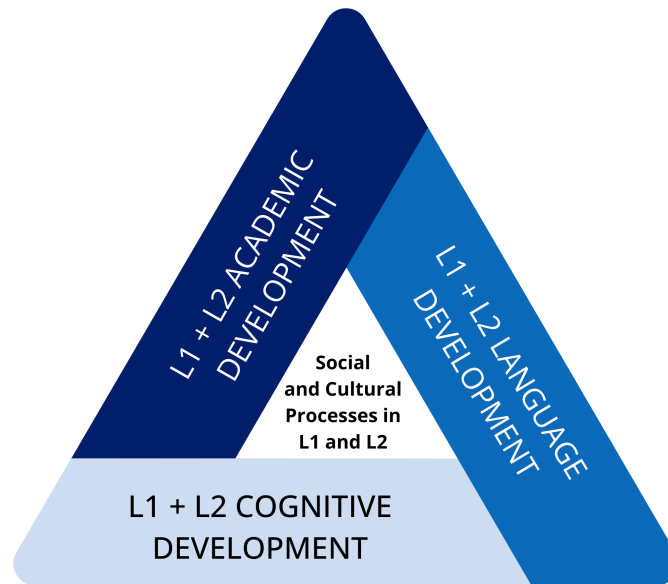 L1 + L2 ACADEMIC
DEVELOPMENT
L1 + L2 LANGUAGE
DEVELOPMENT
Social
and Cultural
Processes in
L1 and L2
L1 + L2 COGNITIVE
DEVELOPMENT